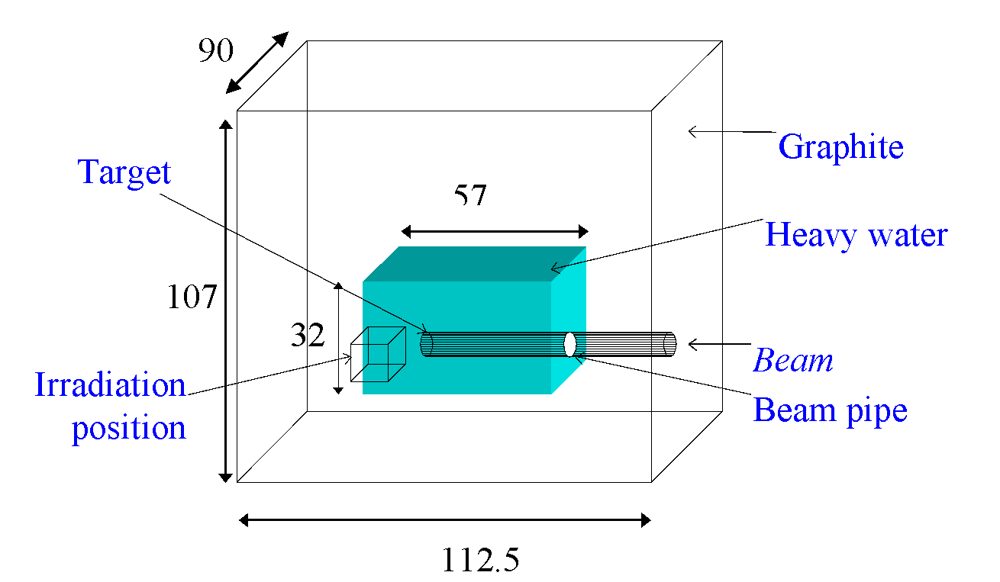 90
Graphite
Target
57
Heavy water
107
32
Beam
Irradiation
position
Beam pipe
112.5